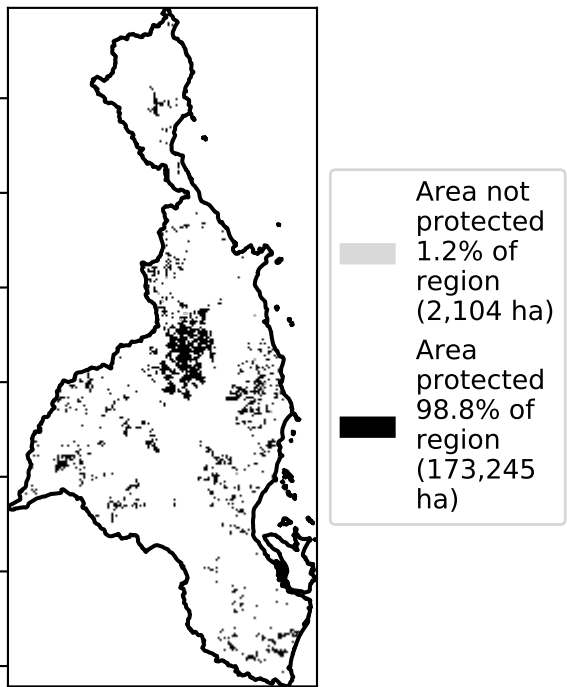 Area not
protected
1.2% of
region
(2,104 ha)
Area
protected
98.8% of
region
(173,245
ha)